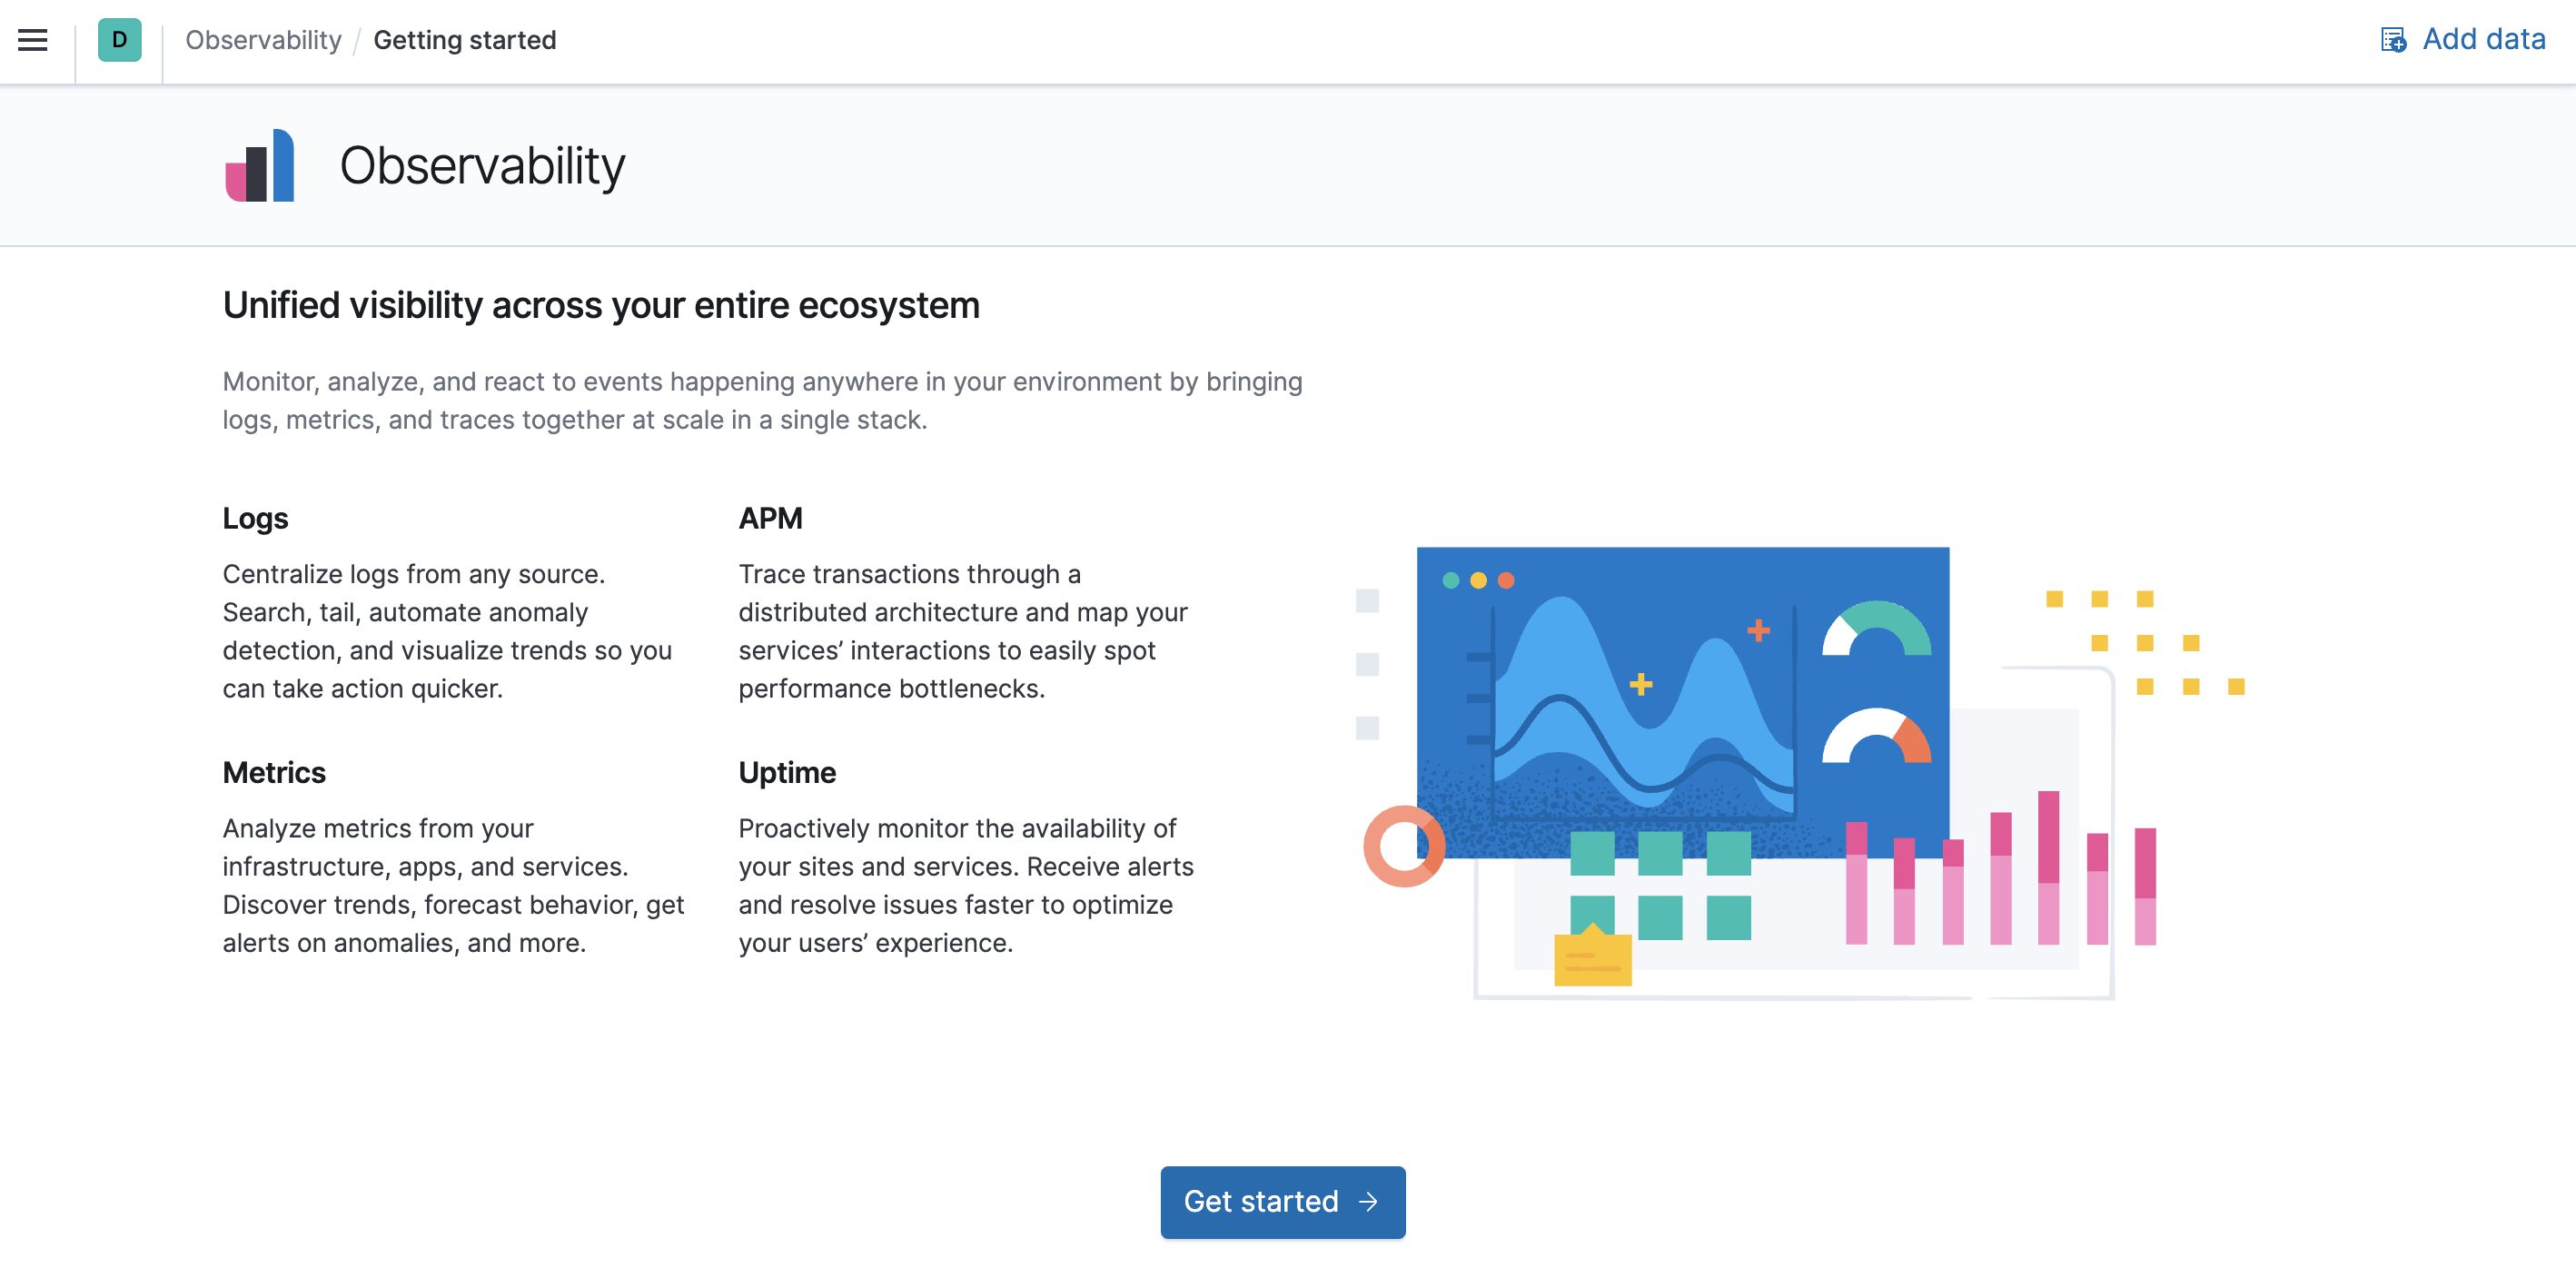 D
Observability / Getting started
Add data
Observability
Unified visibility across your entire ecosystem
Monitor, analyze, and react to events happening anywhere in your environment by bringing
logs, metrics, and traces together at scale in a single stack.
Logs
Centralize logs from any source.
Search, tail, automate anomaly
detection, and visualize trends so you
can take action quicker.
APM
Trace transactions through a
distributed architecture and map your
services’ interactions to easily spot
performance bottlenecks.
Metrics
Analyze metrics from your
infrastructure, apps, and services.
Discover trends, forecast behavior, get
alerts on anomalies, and more.
Uptime
Proactively monitor the availability of
your sites and services. Receive alerts
and resolve issues faster to optimize
your users’ experience.
Get started